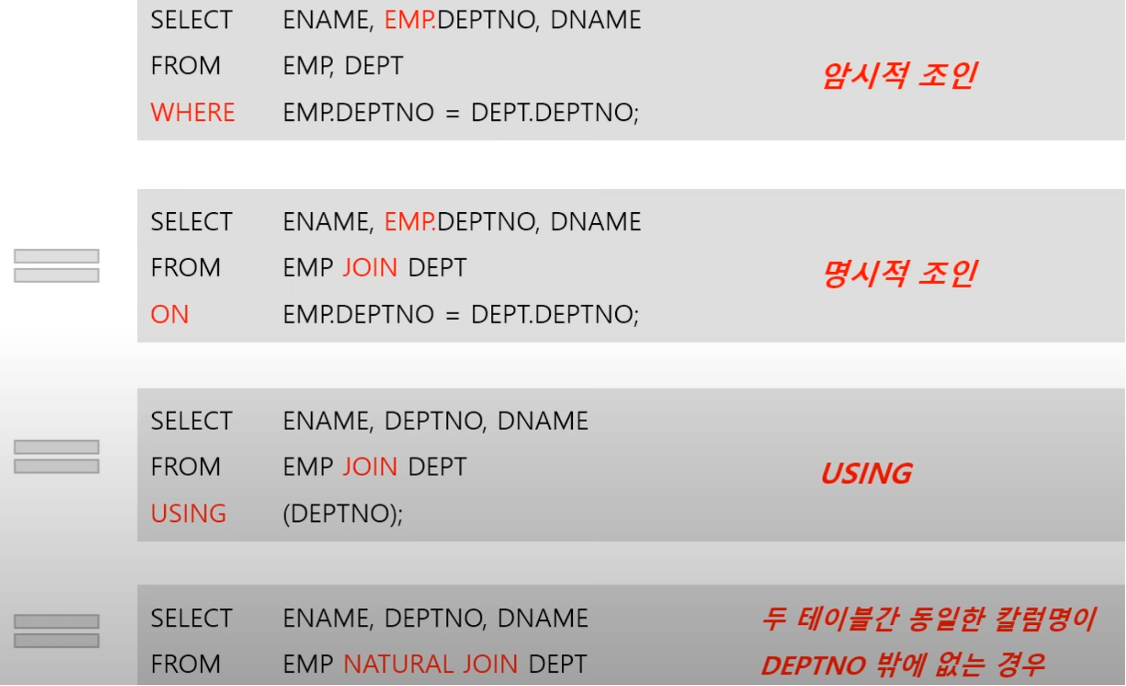 SELECT ENAME, EMP.DEPTNO, DNAME
FROM EMP, DEPT
WHERE EMP.DEPTNO = DEPT.DEPTNO;
암시적 조인
SELECT ENAME, EMP.DEPTNO, DNAME
FROM EMP JOIN DEPT
ON EMP.DEPTNO = DEPT.DEPTNO;
명시적 조인
SELECT ENAME, DEPTNO, DNAME
FROM EMP JOIN DEPT
USING (DEPTNO);
USING
SELECT ENAME, DEPTNO, DNAME
FROM EMP NATURAL JOIN DEPT
두 테이블간 동일한 칼럼명이
DEPTNO 밖에 없는 경우